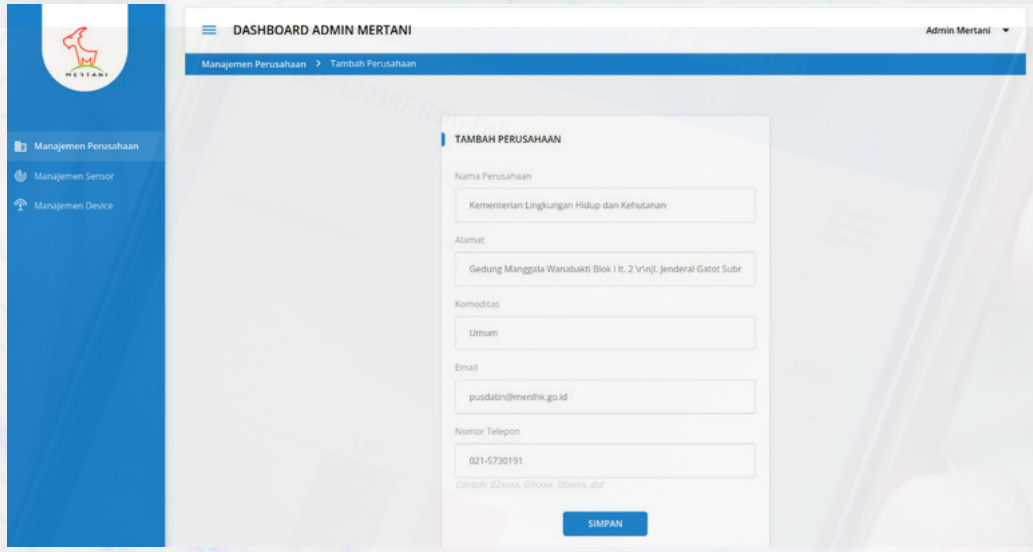 MERTANI
DASHBOARD ADMIN MERTANI
Admin Mertani
Manajemen Perusahaan > Tambah Perusahaan
Manajemen Perusahaan
Manajemen Sensor
Manajemen Device
TAMBAH PERUSAHAAN
Nama Perusahaan
Kementerian Lingkungan Hidup dan Kehutanan
Alamat
Gedung Manggala Wanabakti Blok I lt. 2 \r\nJl. Jenderal Gatot Subr
Komoditas
Umum
Email
pusdatin@menlhk.go.id
Nomor Telepon
021-5730191
Contoh: 02xxxx, 03xxxx, 08xxxx, dst
SIMPAN